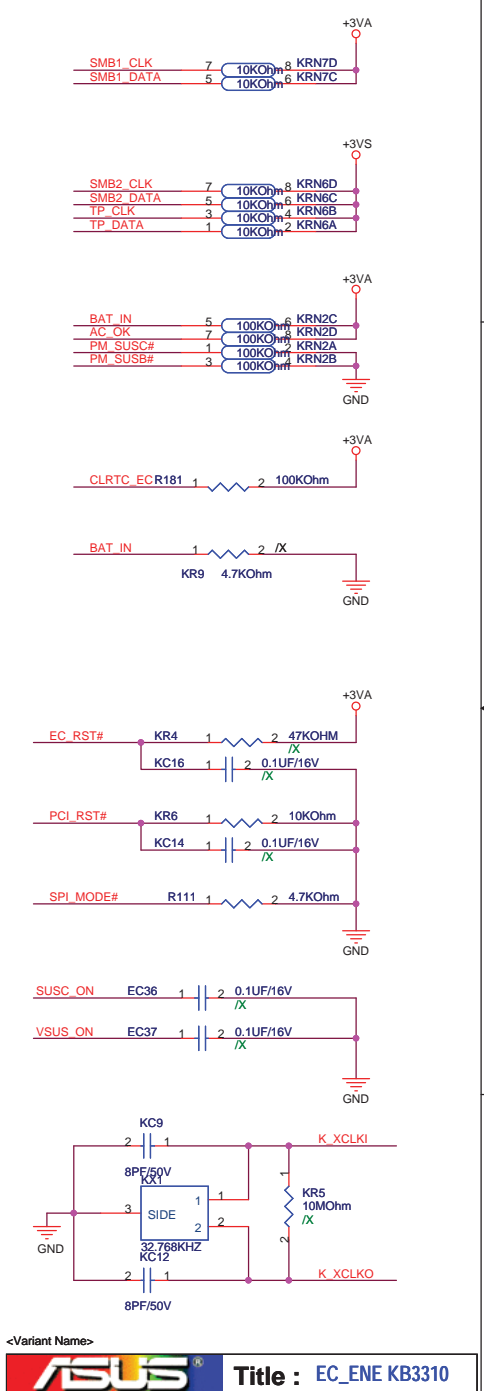 +3VA
SMB1_CLK 7 10KOhm 8 KRN7D
SMB1_DATA 5 10KOhm 6 KRN7C
+3VS
SMB2_CLK 7 10KOhm 8 KRN6D
SMB2_DATA 5 10KOhm 6 KRN6C
TP_CLK 3 10KOhm 4 KRN6B
TP_DATA 1 10KOhm 2 KRN6A
+3VA
BAT_IN 5 100KOhm 6 KRN2C
AC_OK 7 100KOhm 8 KRN2D
PM_SUSC# 1 100KOhm 2 KRN2A
PM_SUSB# 3 100KOhm 4 KRN2B
GND
+3VA
CLRTC_EC R181 1 2 100KOhm
BAT_IN 1 2 /X
KR9 4.7KOhm
GND
+3VA
EC_RST# KR4 1 2 47KOHM
/X
KC16 1 2 0.1UF/16V
/X
PCI_RST# KR6 1 2 10KOhm
KC14 1 2 0.1UF/16V
/X
SPI_MODE# R111 1 2 4.7KOhm
GND
SUSC_ON EC36 1 2 0.1UF/16V
/X
VSUS_ON EC37 1 2 0.1UF/16V
/X
GND
KC9
2 1 K_XCLKI
8PF/50V
KX1
1 1
3 SIDE
2 2
32.768KHZ
1 KR5
10MOhm
/X
2
GND
KC12
2 1 K_XCLKO
8PF/50V
<Variant Name>
ASUS ® Title : EC_ENE KB3310